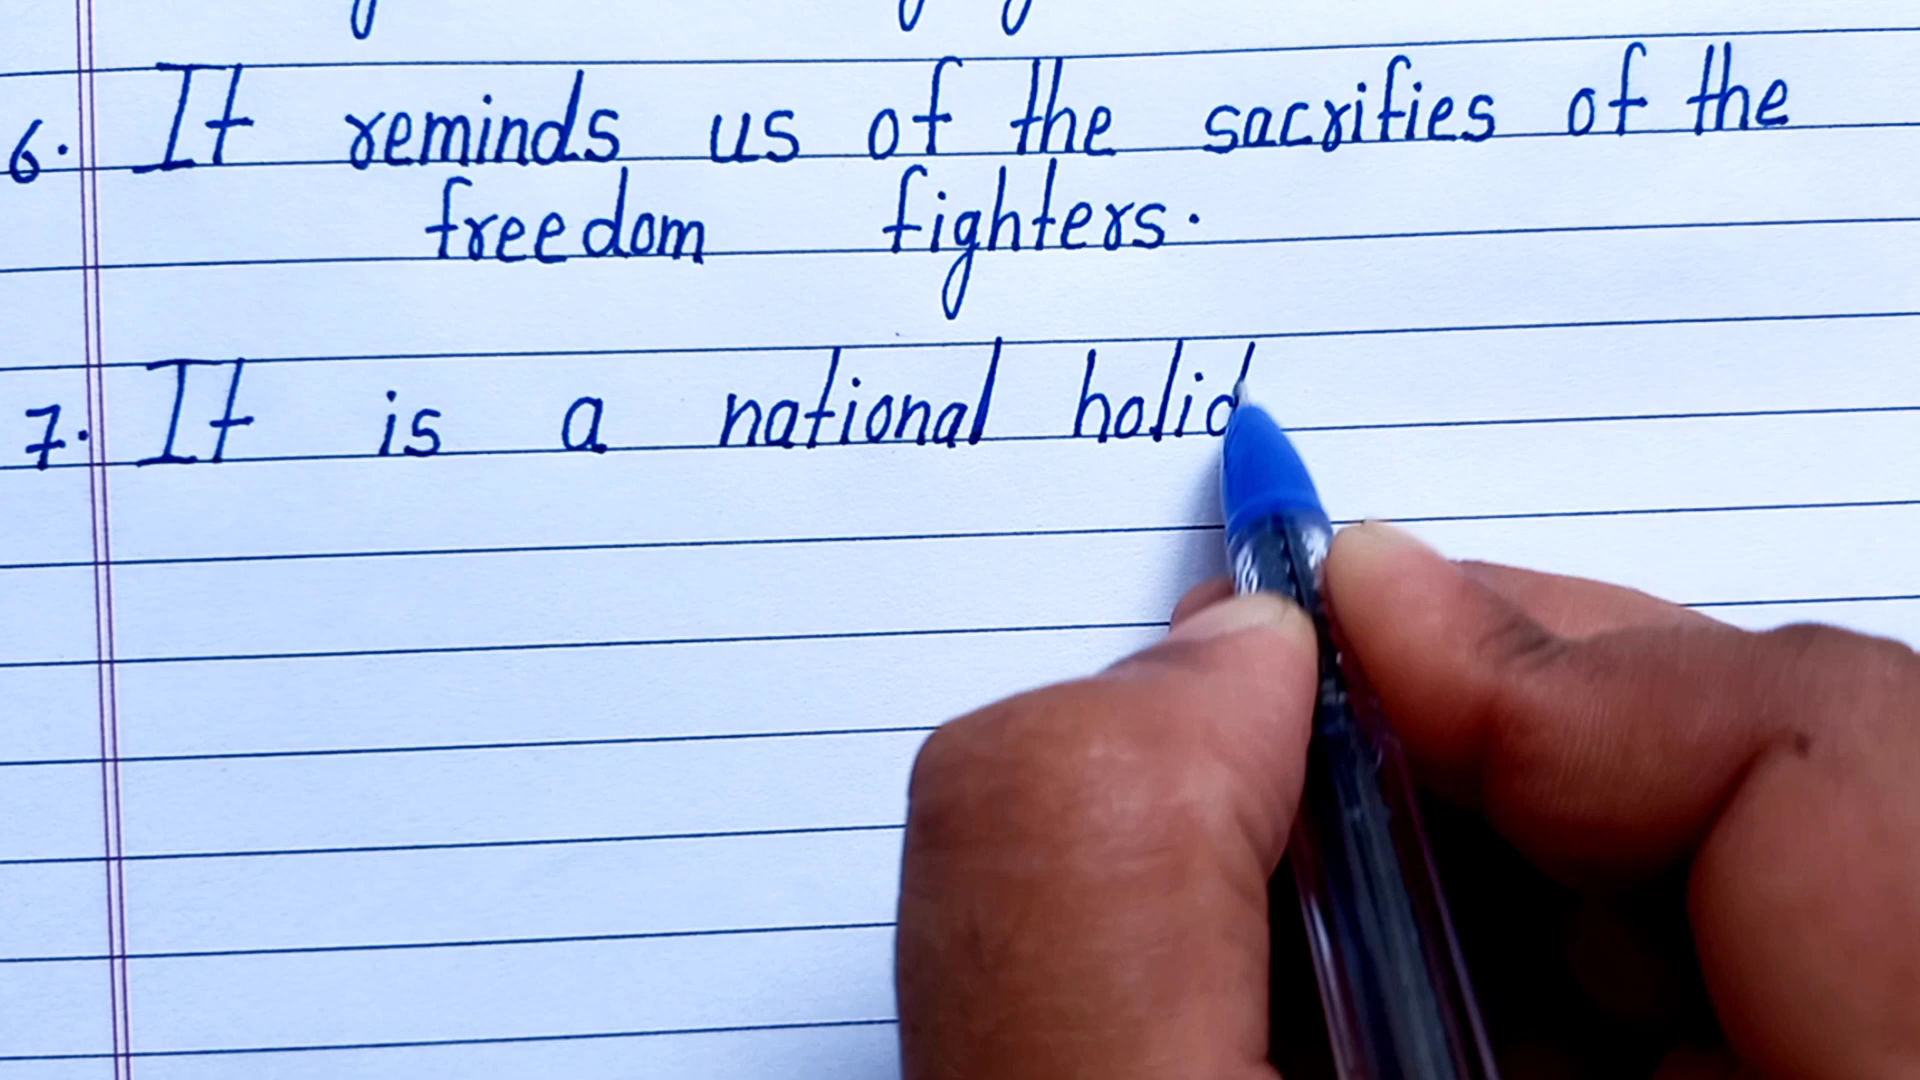 6. It reminds us of the sacrifies of the
freedom fighters.
7. It is a national holid